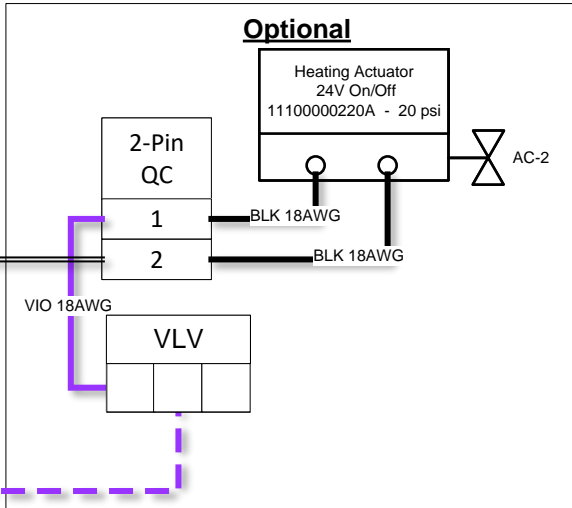 Optional
Heating Actuator
24V On/Off
11100000220A - 20 psi
2-Pin
QC
AC-2
1
BLK 18AWG
2
BLK 18AWG
VIO 18AWG
VLV